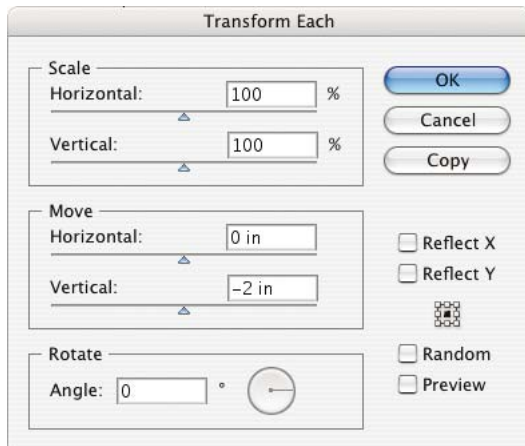 Transform Each
Scale
Horizontal: 100 %
Vertical: 100 %
Move
Horizontal: 0 in
Vertical: -2 in
Rotate
Angle: 0 °
OK
Cancel
Copy
Reflect X
Reflect Y
Random
Preview